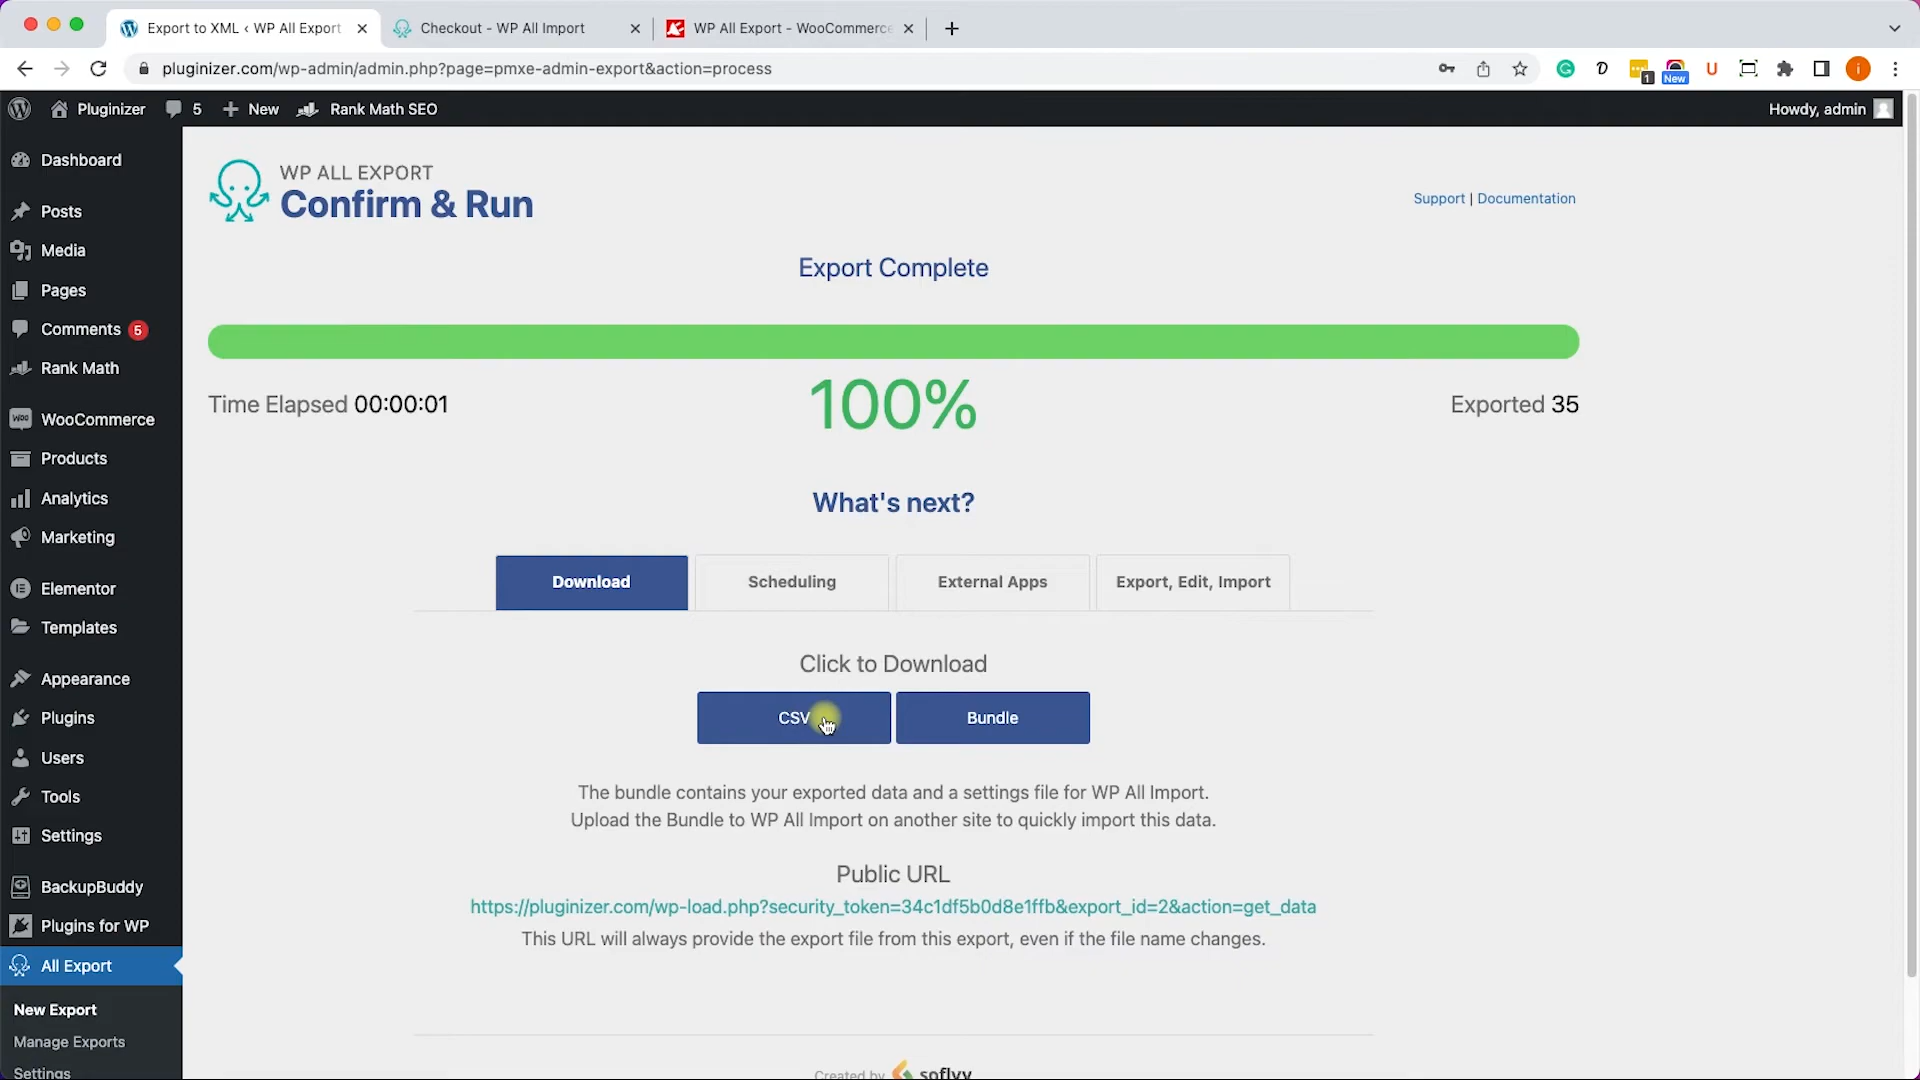 Export to XML ‹ WP All Export
Checkout - WP All Import
WP All Export - WooCommerce
pluginizer.com/wp-admin/admin.php?page=pmxe-admin-export&action=process
1
New
U
i
Pluginizer
5
New
Rank Math SEO
Howdy, admin
Dashboard
Posts
Media
Pages
Comments 5
Rank Math
WooCommerce
Products
Analytics
Marketing
Elementor
Templates
Appearance
Plugins
Users
Tools
Settings
BackupBuddy
Plugins for WP
All Export
New Export
Manage Exports
Settings
WP ALL EXPORT
Confirm & Run
Support | Documentation
Export Complete
Time Elapsed 00:00:01
100%
Exported 35
What's next?
Download
Scheduling
External Apps
Export, Edit, Import
Click to Download
CSV
Bundle
The bundle contains your exported data and a settings file for WP All Import.
Upload the Bundle to WP All Import on another site to quickly import this data.
Public URL
https://pluginizer.com/wp-load.php?security_token=34c1df5b0d8e1ffb&export_id=2&action=get_data
This URL will always provide the export file from this export, even if the file name changes.
Created by soflyy